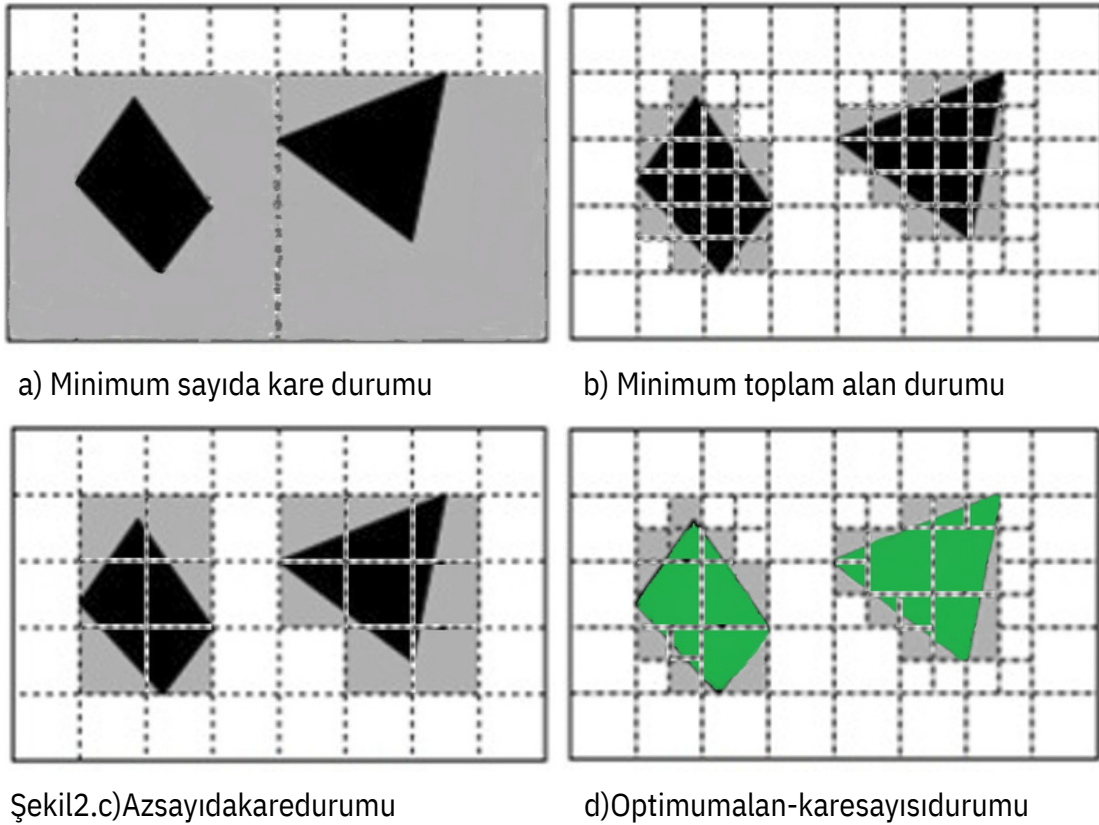 a) Minimum sayıda kare durumu
b) Minimum toplam alan durumu
Şekil2.c)Azsayıdakaredurumu
d)Optimumalan-karesayısıdurumu